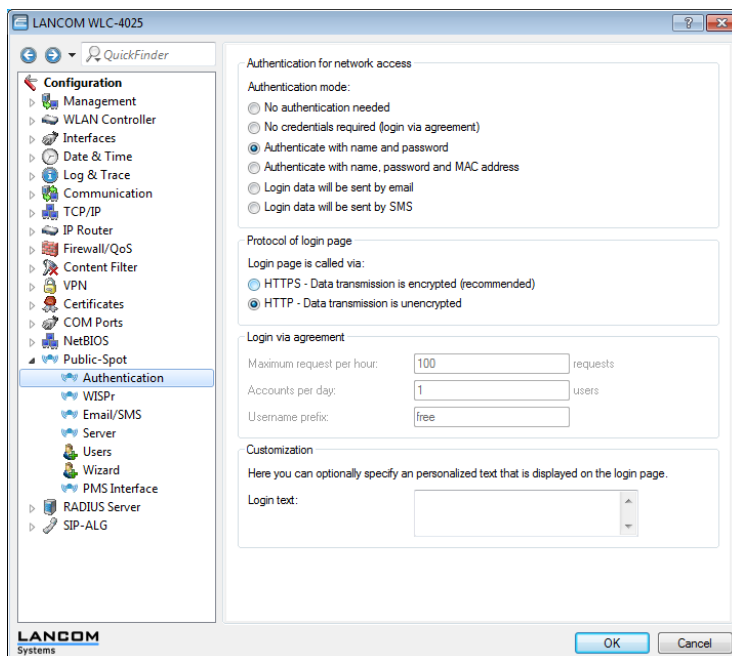 LANCOM WLC-4025
QuickFinder
Configuration
Management
WLAN Controller
Interfaces
Date & Time
Log & Trace
Communication
TCP/IP
IP Router
Firewall/QoS
Content Filter
VPN
Certificates
COM Ports
NetBIOS
Public-Spot
Authentication
WISPr
Email/SMS
Server
Users
Wizard
PMS Interface
RADIUS Server
SIP-ALG
Authentication for network access
Authentication mode:
No authentication needed
No credentials required (login via agreement)
Authenticate with name and password
Authenticate with name, password and MAC address
Login data will be sent by email
Login data will be sent by SMS
Protocol of login page
Login page is called via:
HTTPS - Data transmission is encrypted (recommended)
HTTP - Data transmission is unencrypted
Login via agreement
Maximum request per hour: 100 requests
Accounts per day: 1 users
Username prefix: free
Customization
Here you can optionally specify an personalized text that is displayed on the login page.
Login text:
LANCOM
Systems
OK Cancel